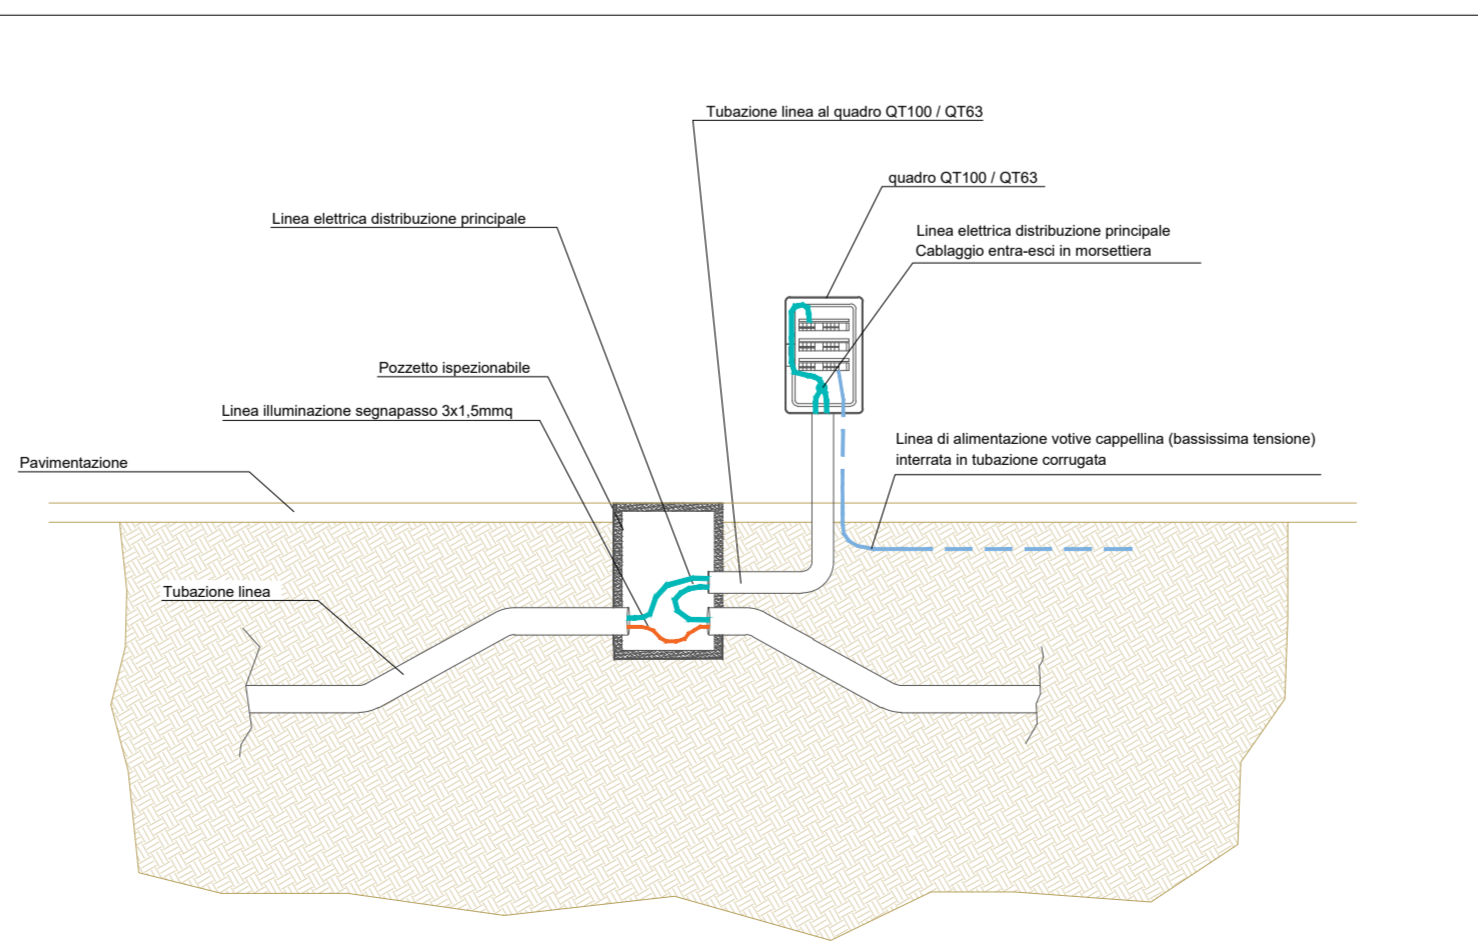 Tubazione linea al quadro QT100 / QT63
quadro QT100 / QT63
Linea elettrica distribuzione principale
Linea elettrica distribuzione principale
Cablaggio entra-esci in morsettiera
Pozzetto ispezionabile
Linea illuminazione segnapasso 3x1,5mmq
Linea di alimentazione votive cappellina (bassissima tensione)
interrata in tubazione corrugata
Pavimentazione
Tubazione linea